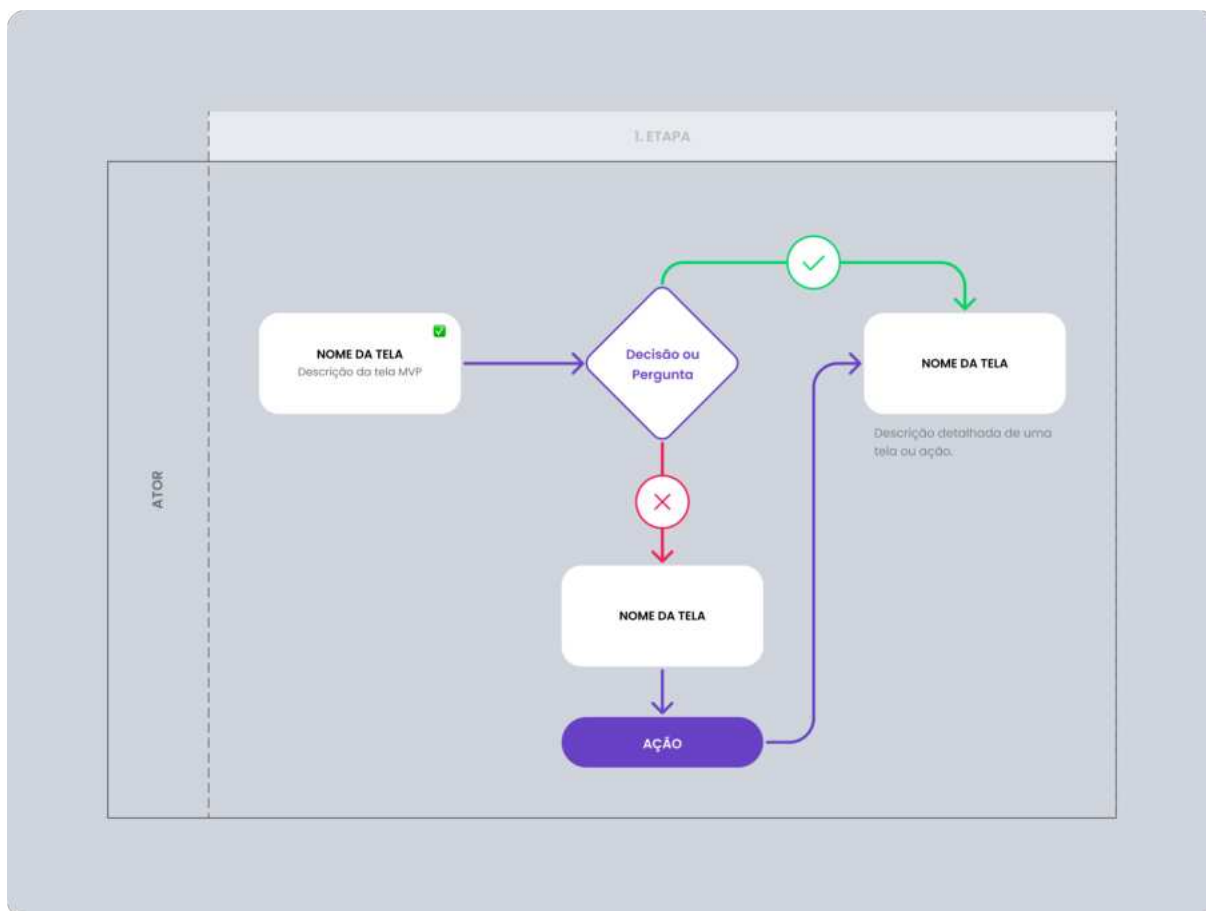 1. ETAPA
ATOR
NOME DA TELA
Descrição da tela MVP
Decisão ou
Pergunta
NOME DA TELA
Descrição detalhada de uma
tela ou ação.
NOME DA TELA
AÇÃO